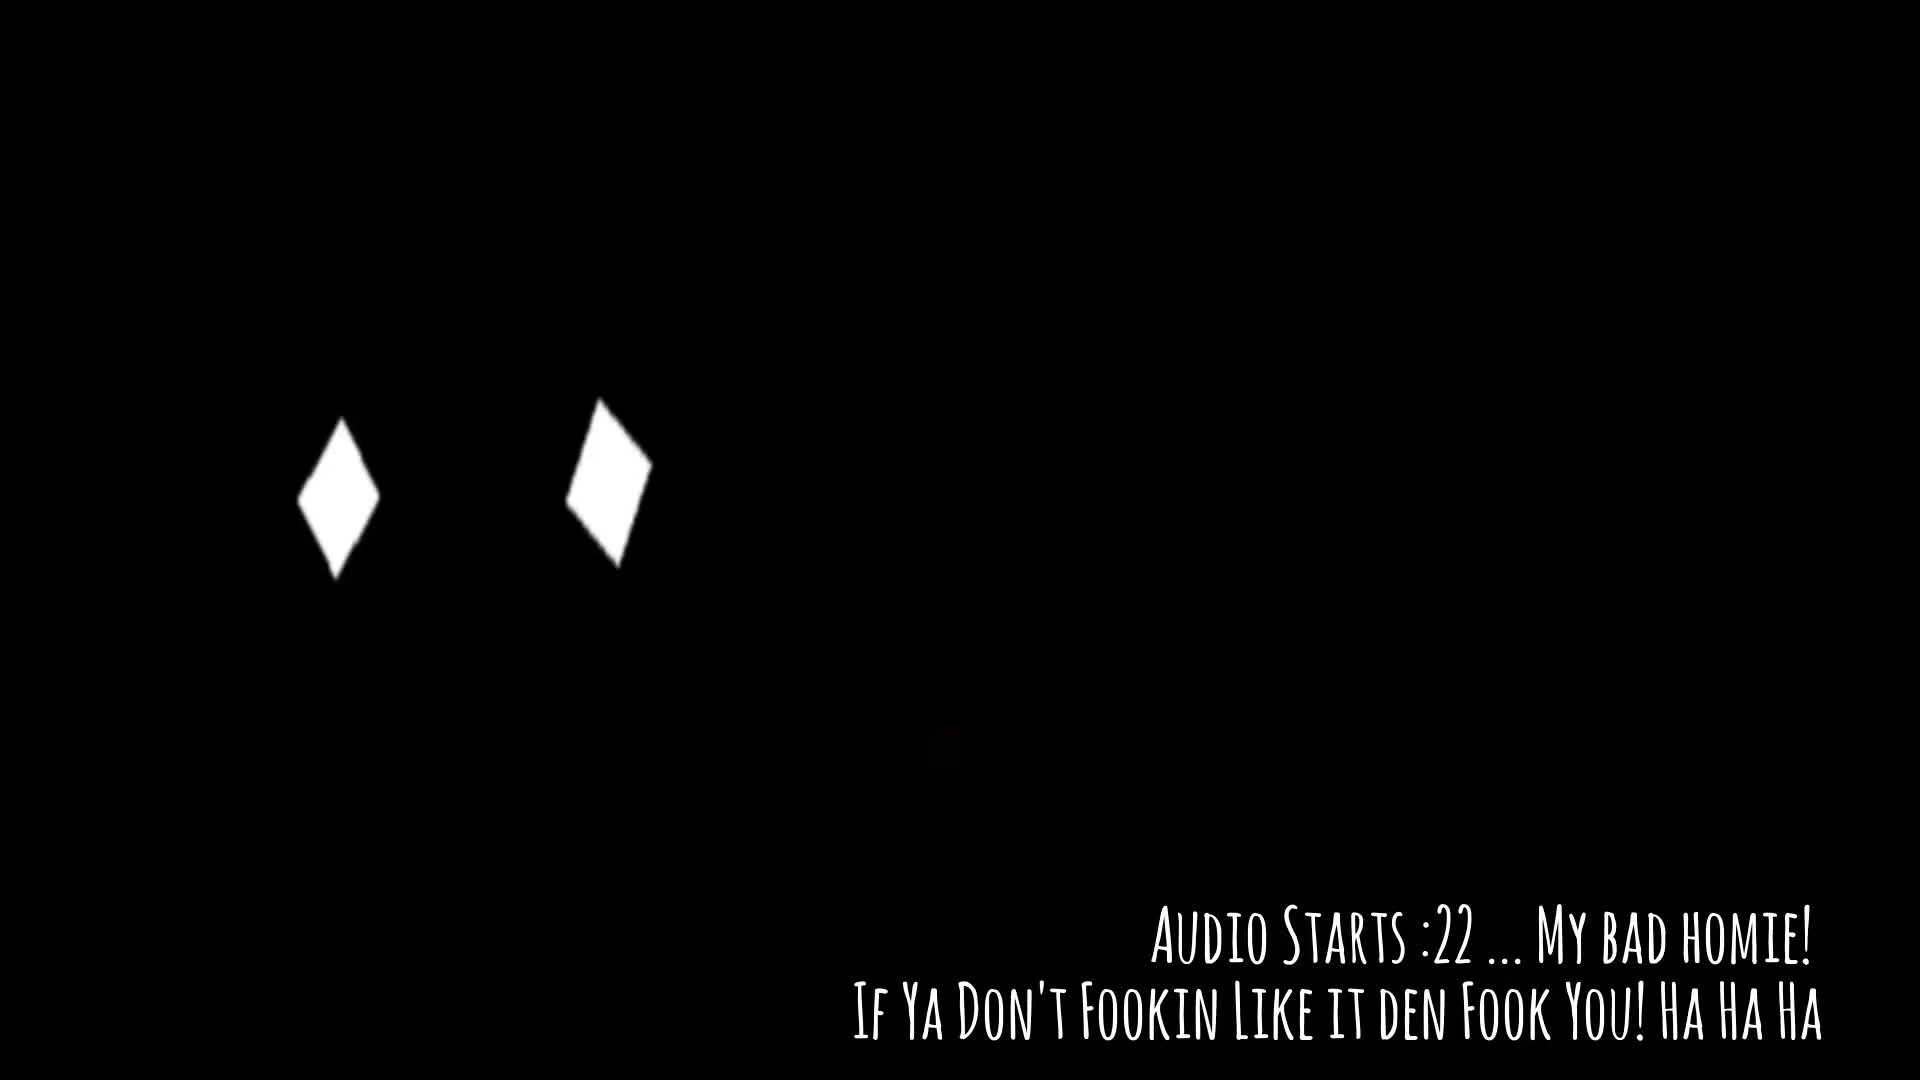 Audio Starts :22 ... My bad homie!
If Ya Don't Fookin Like it den Fook You! Ha Ha Ha